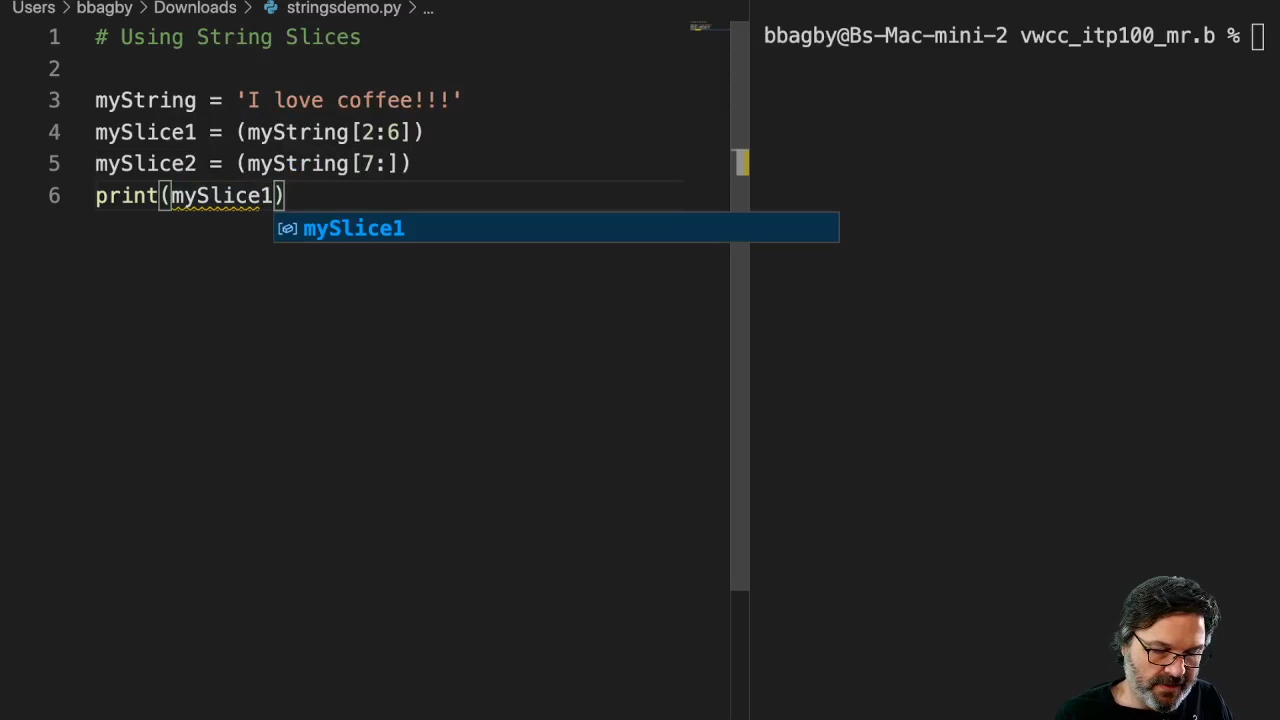 Users > bbagby > Downloads > stringsdemo.py > ...
1 # Using String Slices
2
3 myString = 'I love coffee!!!'
4 mySlice1 = (myString[2:6])
5 mySlice2 = (myString[7:])
6 print(mySlice1)
mySlice1
bbagby@Bs-Mac-mini-2 vwcc_itp100_mr.b %